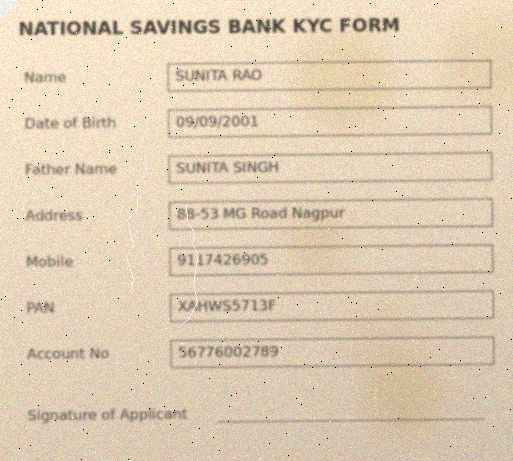 NATIONAL SAVINGS BANK KYC FORM
Name SUNITA RAO
Date of Birth 09/09/2001
Father Name SUNITA SINGH
Address 88-53 MG Road Nagpur
Mobile 9117426905
PAN XAHWS5713F
Account No 56776002789
Signature of Applicant